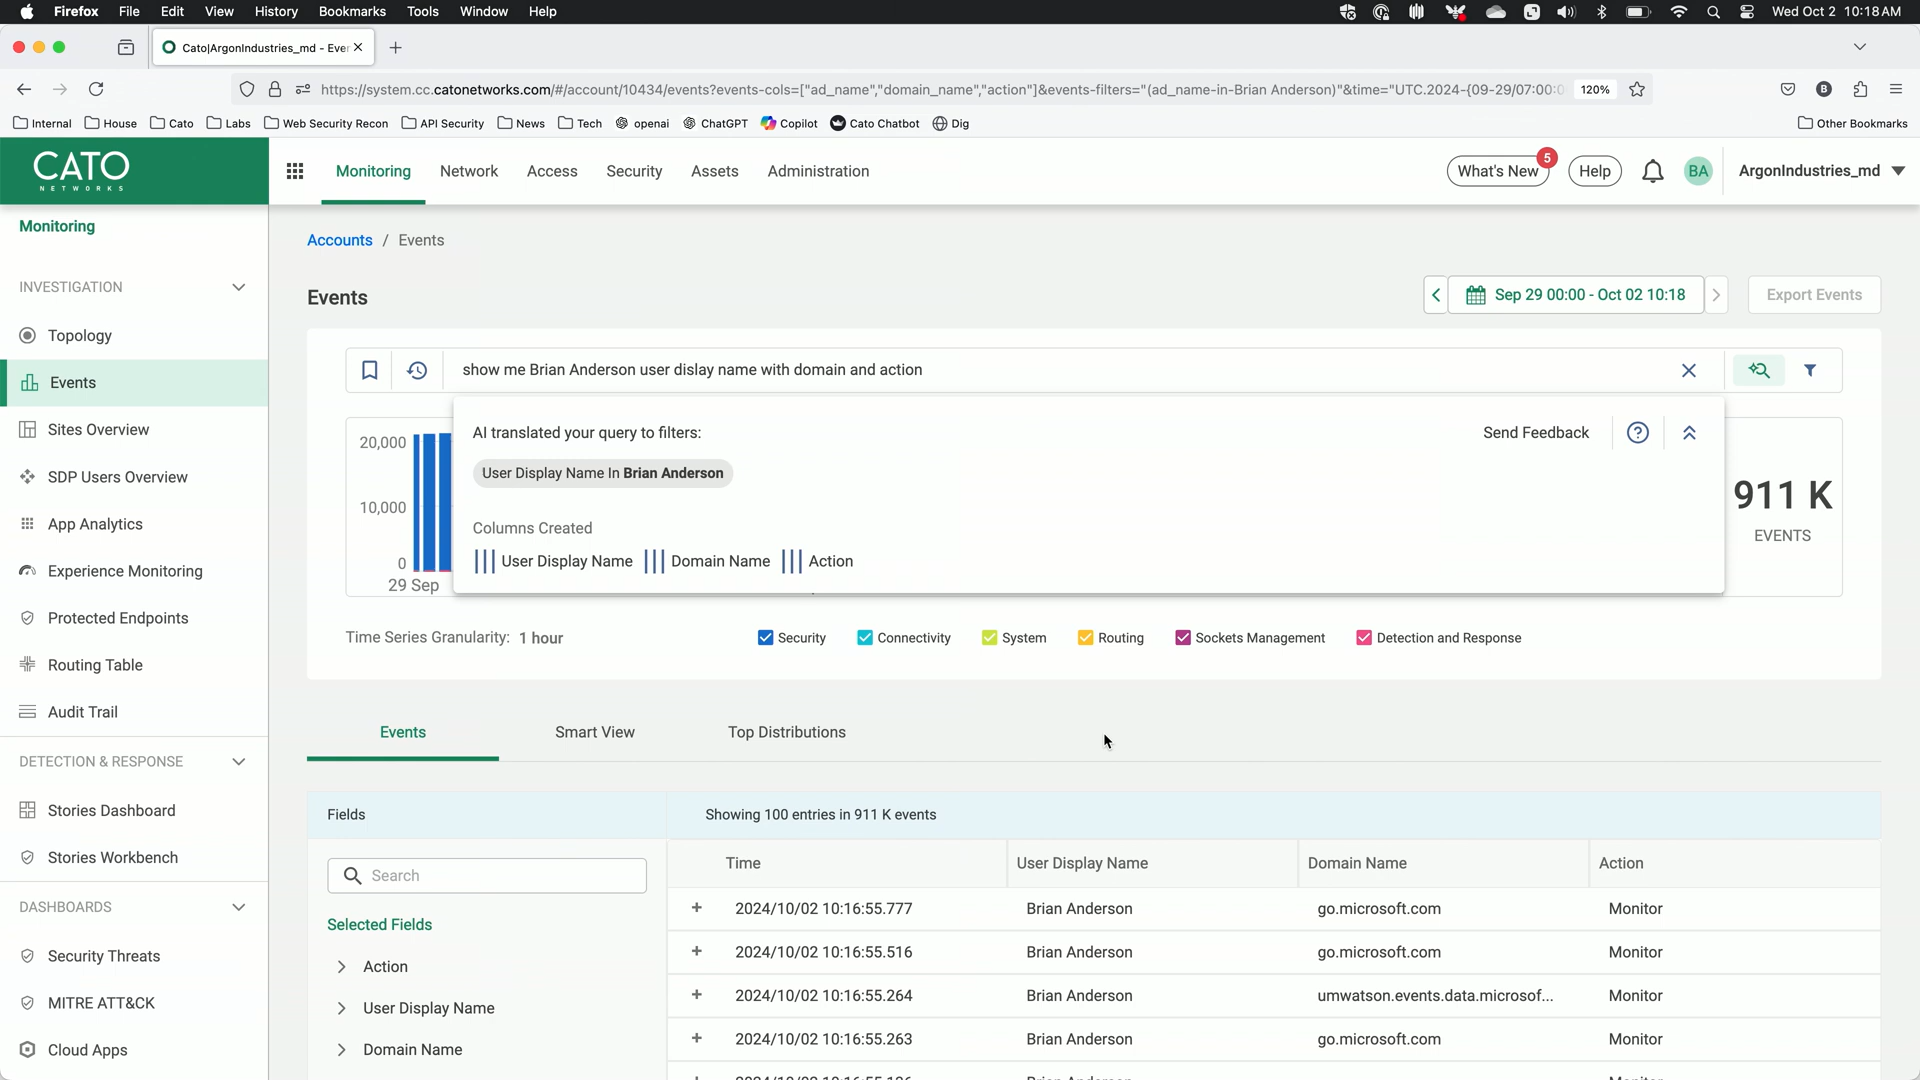 Firefox File Edit View History Bookmarks Tools Window Help
Wed Oct 2 10:18 AM
Cato|ArgonIndustries_md - Eve
https://system.cc.catonetworks.com/#/account/10434/events?events-cols=["ad_name","domain_name","action"]&events-filters="(ad_name-in-Brian Anderson)"&time="UTC.2024-{09-29/07:00:0
120%
B
Internal House Cato Labs Web Security Recon API Security News Tech openai ChatGPT Copilot Cato Chatbot Dig
Other Bookmarks
CATO
NETWORKS
Monitoring Network Access Security Assets Administration
What's New
5
Help
BA
ArgonIndustries_md
Monitoring
INVESTIGATION
Topology
Events
Sites Overview
SDP Users Overview
App Analytics
Experience Monitoring
Protected Endpoints
Routing Table
Audit Trail
DETECTION & RESPONSE
Stories Dashboard
Stories Workbench
DASHBOARDS
Security Threats
MITRE ATT&CK
Cloud Apps
Accounts / Events
Events
Sep 29 00:00 - Oct 02 10:18
Export Events
show me Brian Anderson user dislay name with domain and action
20,000
10,000
0
29 Sep
AI translated your query to filters:
Send Feedback
User Display Name In Brian Anderson
Columns Created
User Display Name Domain Name Action
911 K
EVENTS
Time Series Granularity: 1 hour
Security Connectivity System Routing Sockets Management Detection and Response
Events Smart View Top Distributions
Fields
Search
Selected Fields
Action
User Display Name
Domain Name
Showing 100 entries in 911 K events
Time User Display Name Domain Name Action
+ 2024/10/02 10:16:55.777 Brian Anderson go.microsoft.com Monitor
+ 2024/10/02 10:16:55.516 Brian Anderson go.microsoft.com Monitor
+ 2024/10/02 10:16:55.264 Brian Anderson umwatson.events.data.microsof... Monitor
+ 2024/10/02 10:16:55.263 Brian Anderson go.microsoft.com Monitor